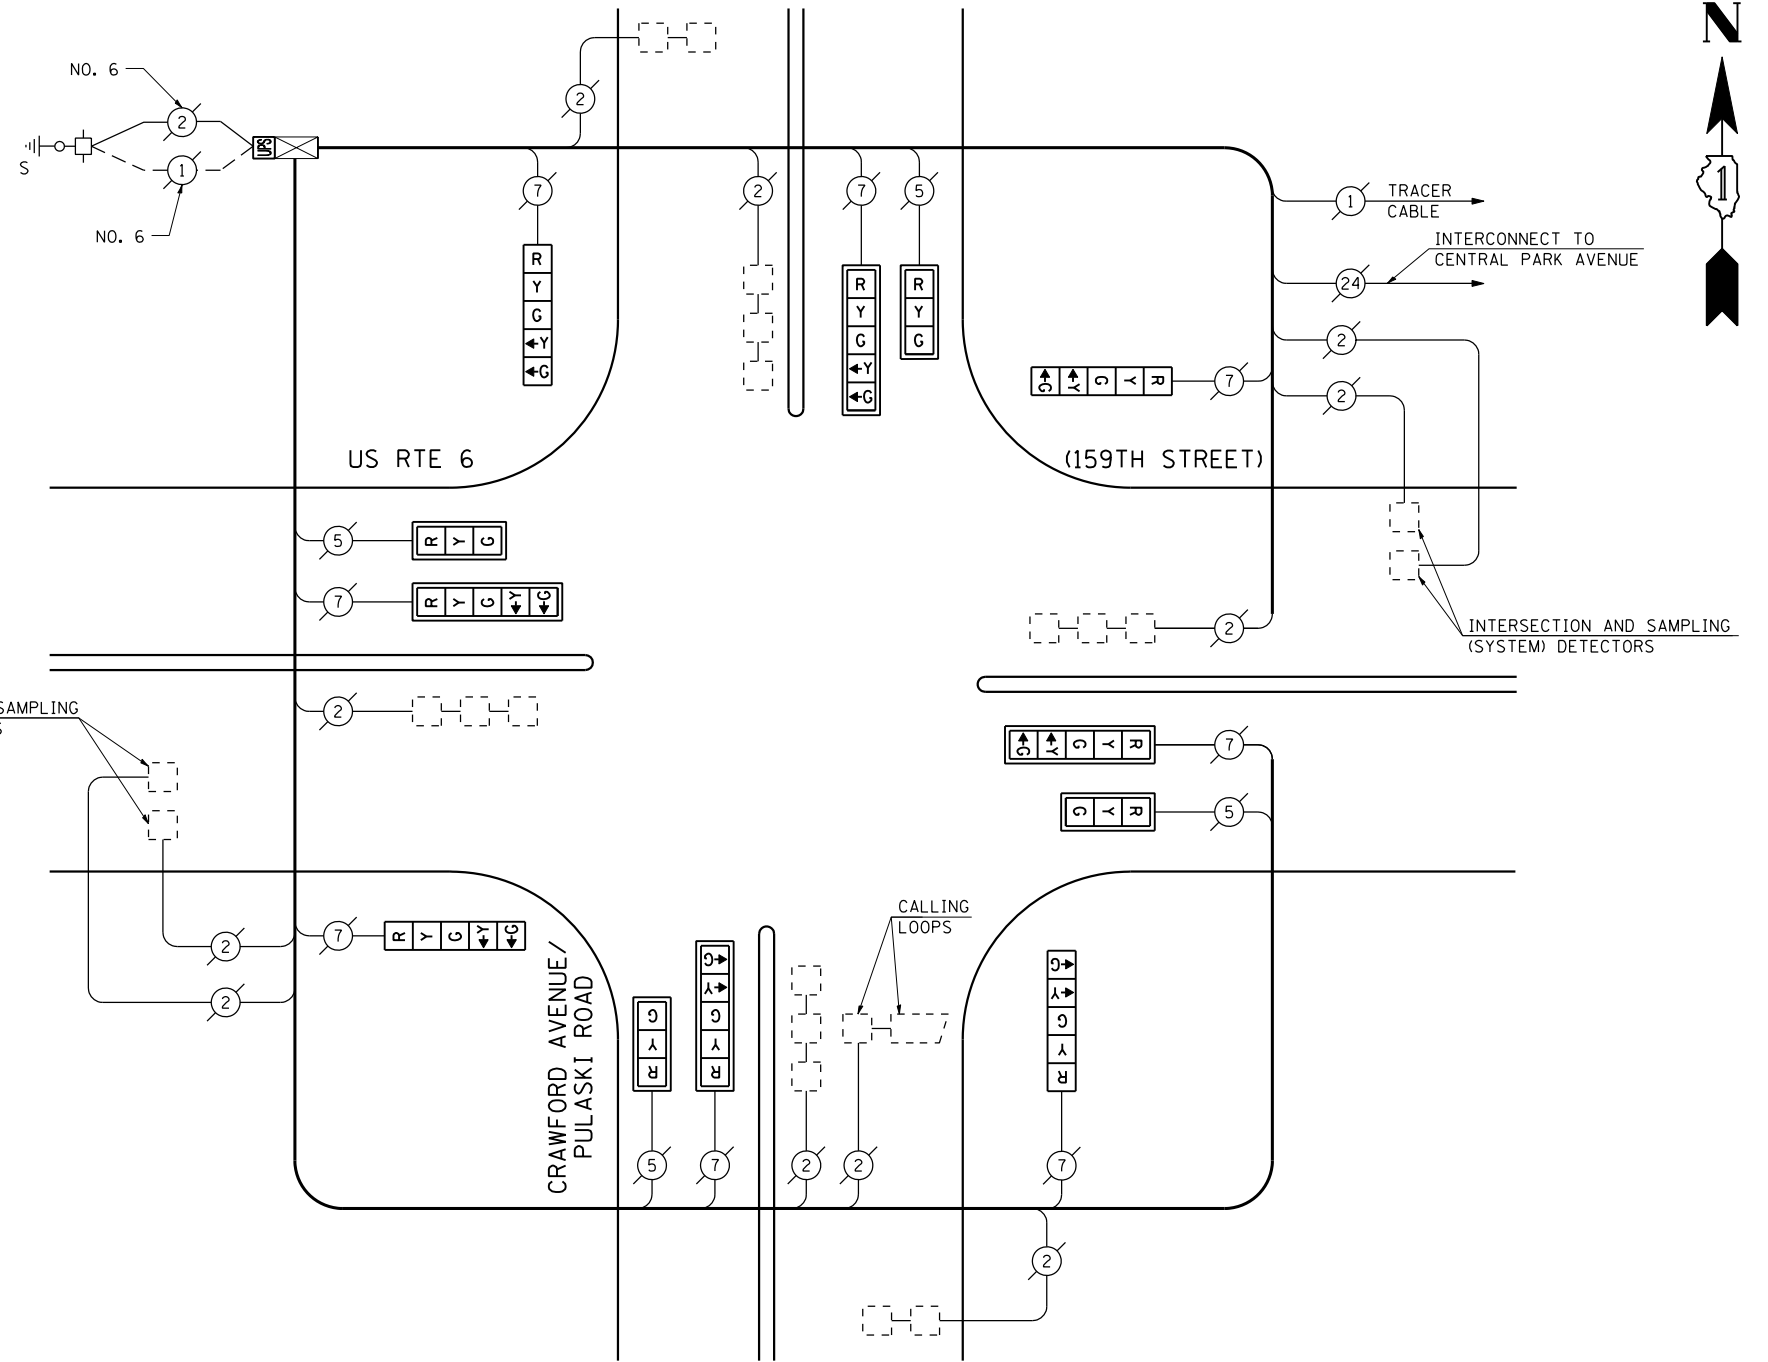 N
NO. 6
2
2
UPS
1
S
NO. 6
7
2
7
5
1
TRACER
CABLE
INTERCONNECT TO
CENTRAL PARK AVENUE
24
1
R
Y
G
Y
G
R
Y
G
Y
G
R
Y
G
2
G Y G Y R
7
2
US RTE 6
(159TH STREET)
5
R Y G
7
R Y G Y G
2
INTERSECTION AND SAMPLING
(SYSTEM) DETECTORS
SAMPLING
S
2
G Y G Y R
7
G Y R
5
CALLING
LOOPS
2
7
R Y G Y G
2
CRAWFORD AVENUE/
PULASKI ROAD
G
Y
R
G
Y
G
Y
R
G
Y
G
Y
R
5
7
2
2
7
2